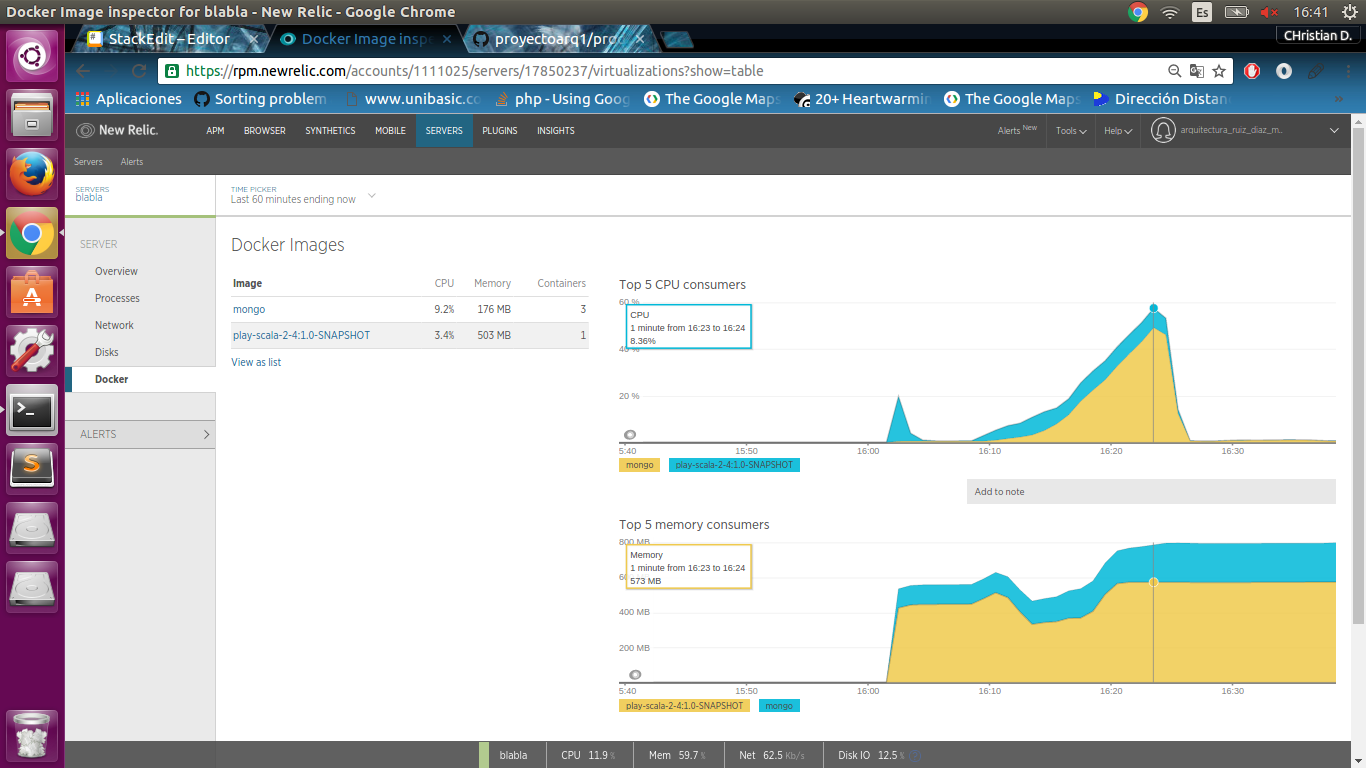 Docker Image inspector for blabla - New Relic - Google Chrome
Es
16:41
StackEdit – Editor
Docker Image insp
proyectoarq1/pro
Christian D.
https://rpm.newrelic.com/accounts/1111025/servers/17850237/virtualizations?show=table
Aplicaciones
Sorting problem
www.unibasic.co
php - Using Goog
The Google Maps
20+ Heartwarmin
The Google Maps
Dirección Distan
»
New Relic.
APM
BROWSER
SYNTHETICS
MOBILE
SERVERS
PLUGINS
INSIGHTS
Alerts New
Tools
Help
arquitectura_ruiz_diaz_m..
Servers
Alerts
SERVERS
blabla
TIME PICKER
Last 60 minutes ending now
SERVER
Overview
Processes
Network
Disks
Docker
ALERTS
Docker Images
Image CPU Memory Containers
mongo 9.2% 176 MB 3
play-scala-2-4:1.0-SNAPSHOT 3.4% 503 MB 1
View as list
Top 5 CPU consumers
60 %
CPU
1 minute from 16:23 to 16:24
8.36%
20 %
5:40 15:50 16:00 16:10 16:20 16:30
mongo play-scala-2-4:1.0-SNAPSHOT
Add to note
Top 5 memory consumers
800 MB
Memory
1 minute from 16:23 to 16:24
573 MB
400 MB
200 MB
5:40 15:50 16:00 16:10 16:20 16:30
play-scala-2-4:1.0-SNAPSHOT mongo
blabla CPU 11.9 % Mem 59.7 % Net 62.5 Kb/s Disk IO 12.5 %